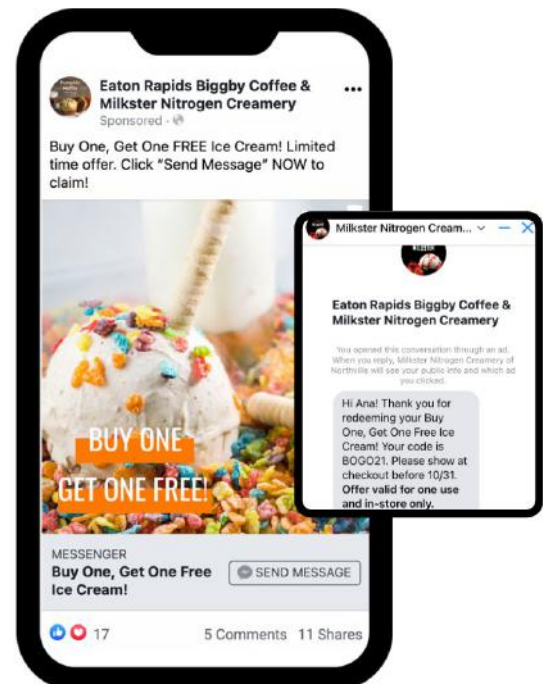 Eaton Rapids Biggby Coffee &
Milkster Nitrogen Creamery
Sponsored ·
Buy One, Get One FREE Ice Cream! Limited
time offer. Click “Send Message” NOW to
claim!
BUY ONE
GET ONE FREE!
MESSENGER
Buy One, Get One Free
Ice Cream!
SEND MESSAGE
17
5 Comments 11 Shares
Milkster Nitrogen Cream...
Eaton Rapids Biggby Coffee &
Milkster Nitrogen Creamery
You opened this conversation through an ad.
When you reply, Milkster Nitrogen Creamery of
Northville will see your public info and which ad
you clicked.
Hi Ana! Thank you for
redeeming your Buy
One, Get One Free Ice
Cream! Your code is
BOGO21. Please show at
checkout before 10/31.
Offer valid for one use
and in-store only.